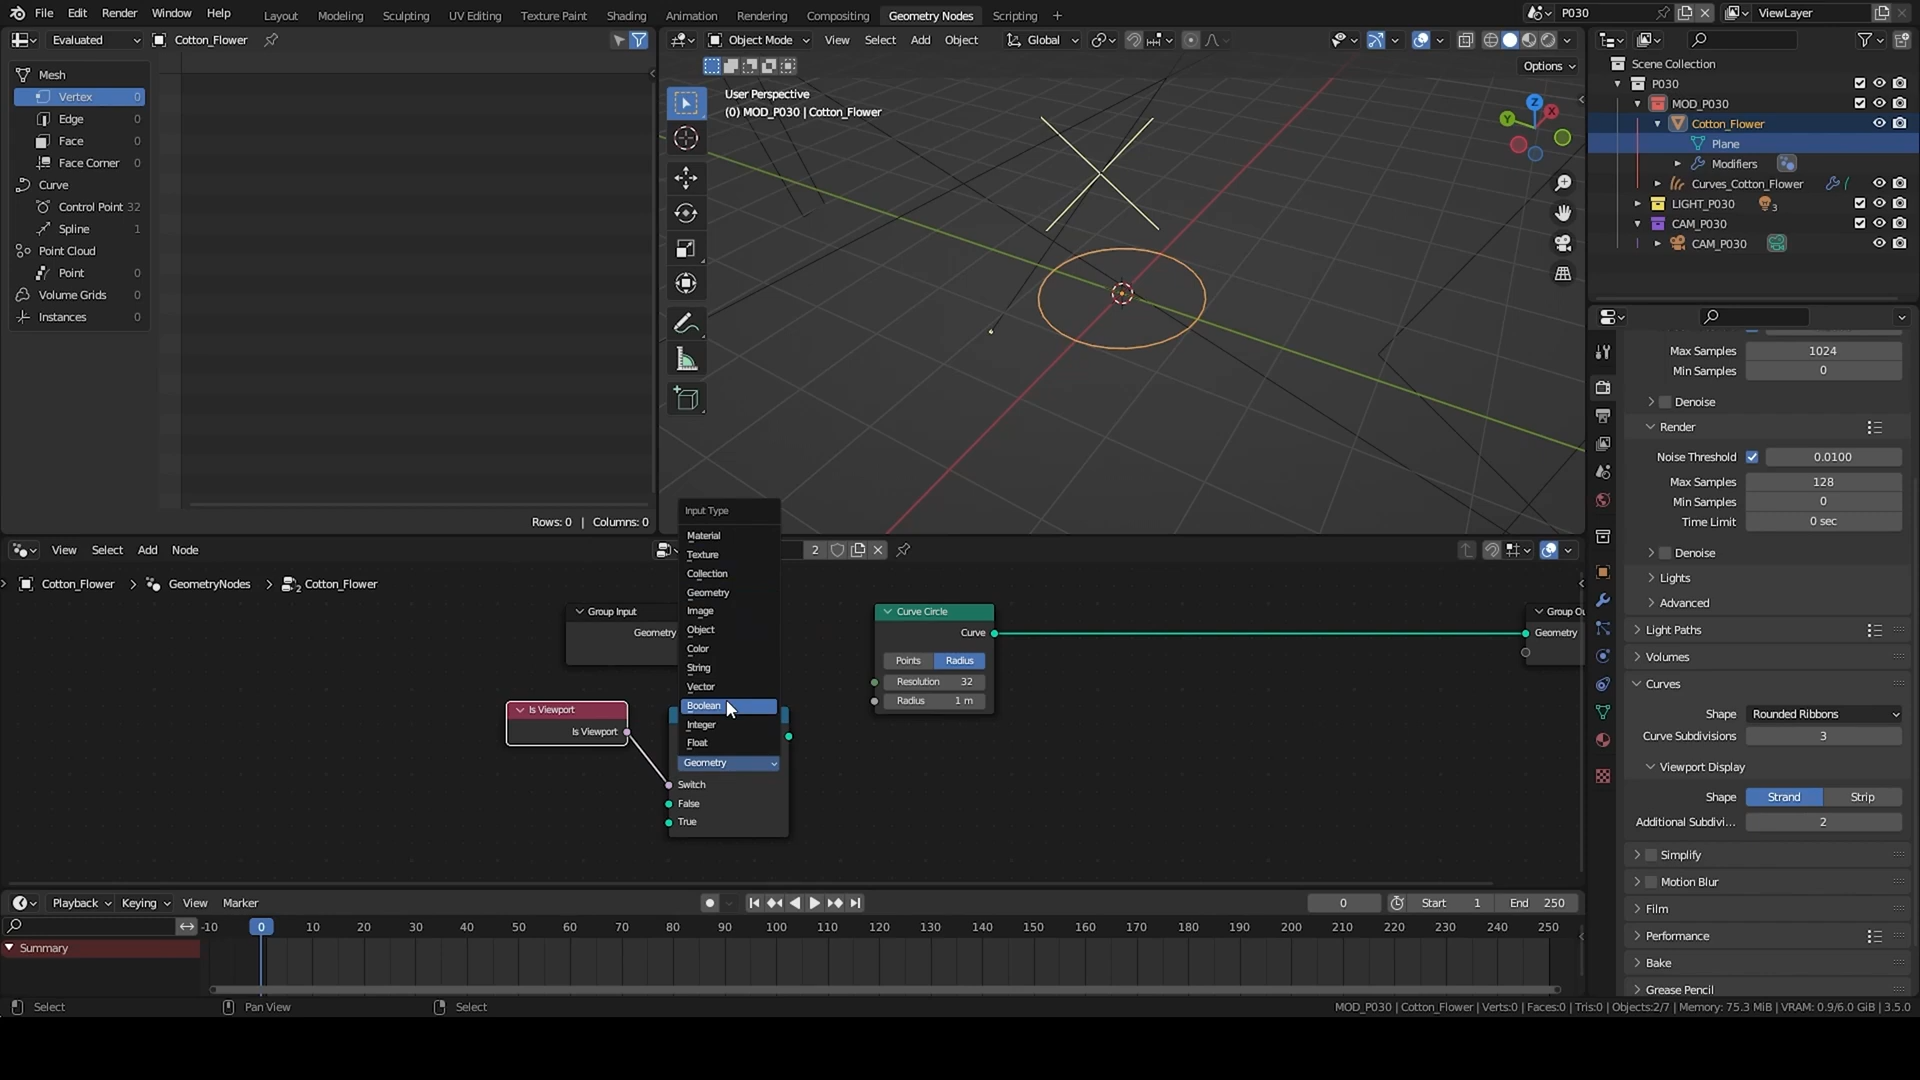 File Edit Render Window Help Layout Modeling Sculpting UV Editing Texture Paint Shading Animation Rendering Compositing Geometry Nodes Scripting + P030 ViewLayer
Evaluated Cotton_Flower
Mesh
Vertex 0
Edge 0
Face 0
Face Corner 0
Curve
Control Point 32
Spline 1
Point Cloud
Point 0
Volume Grids 0
Instances 0
Rows: 0 | Columns: 0
Object Mode View Select Add Object Global
Options
User Perspective
(0) MOD_P030 | Cotton_Flower
Z
X
Y
Scene Collection
P030
MOD_P030
Cotton_Flower
Plane
Modifiers
Curves_Cotton_Flower
LIGHT_P030 3
CAM_P030
CAM_P030
Max Samples 1024
Min Samples 0
Denoise
Render
Noise Threshold 0.0100
Max Samples 128
Min Samples 0
Time Limit 0 sec
Denoise
Lights
Advanced
Light Paths
Volumes
Curves
Shape Rounded Ribbons
Curve Subdivisions 3
Viewport Display
Shape Strand Strip
Additional Subdivi... 2
Simplify
Motion Blur
Film
Performance
Bake
Grease Pencil
View Select Add Node 2
Cotton_Flower > GeometryNodes > 2 Cotton_Flower
Group Input
Geometry
Is Viewport
Is Viewport
Input Type
Material
Texture
Collection
Geometry
Image
Object
Color
String
Vector
Boolean
Integer
Float
Geometry
Switch
False
True
Curve Circle
Curve
Points Radius
Resolution 32
Radius 1 m
Group Ou
Geometry
Playback Keying View Marker 0 Start 1 End 250
-10 0 10 20 30 40 50 60 70 80 90 100 110 120 130 140 150 160 170 180 190 200 210 220 230 240 250
Summary
Select Pan View Select MOD_P030 | Cotton_Flower | Verts:0 | Faces:0 | Tris:0 | Objects:2/7 | Memory: 75.3 MiB | VRAM: 0.9/6.0 GiB | 3.5.0